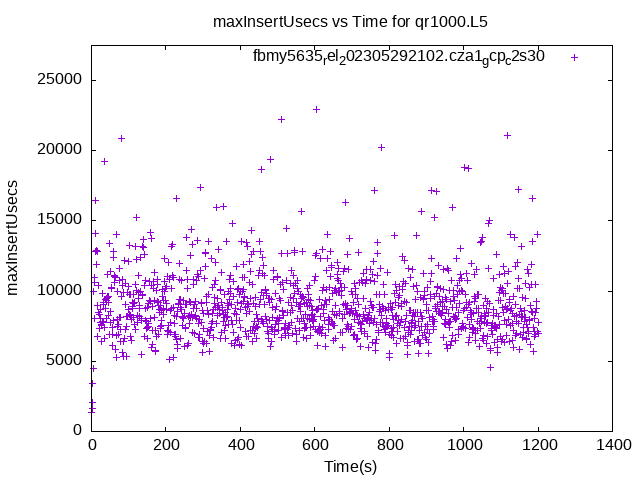 maxInsertUsecs vs Time for qr1000.L5
fbmy5635rel202305292102.cza1gcpc2s30
25000
20000
15000
10000
5000
0
maxInsertUsecs
0 200 400 600 800 1000 1200 1400
Time(s)